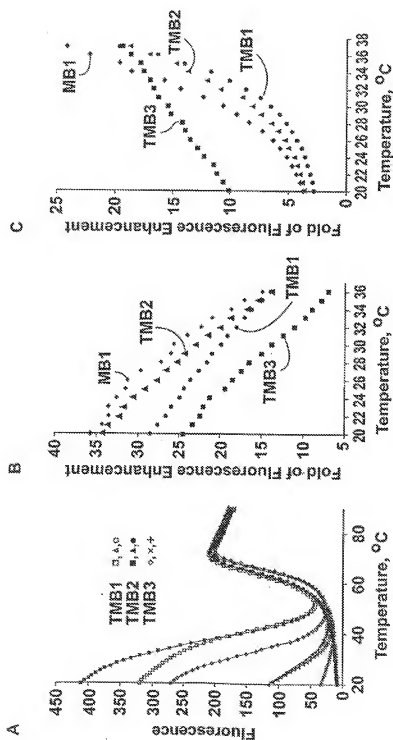 A
Fluorescence
450
400
350
300
250
200
150
100
50
0
TMB1
TMB2
TMB3
20
40
60
80
Temperature, °C
B
Fold of Fluorescence Enhancement
40
35
30
25
20
15
10
5
MB1
TMB2
TMB1
TMB3
20 22 24 26 28 30 32 34 36
Temperature, °C
C
Fold of Fluorescence Enhancement
25
20
15
10
5
0
MB1
TMB2
TMB1
TMB3
20 22 24 26 28 30 32 34 36 38
Temperature, °C